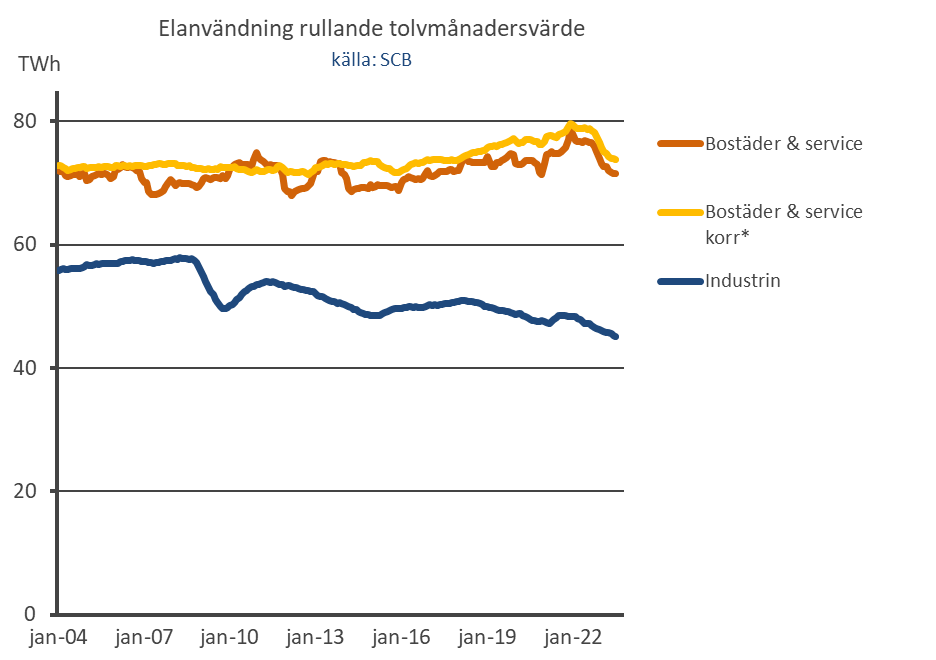 Elanvändning rullande tolvmånadersvärde
källa: SCB
TWh
80
60
40
20
0
jan-04 jan-07 jan-10 jan-13 jan-16 jan-19 jan-22
Bostäder & service
Bostäder & service
korr*
Industrin